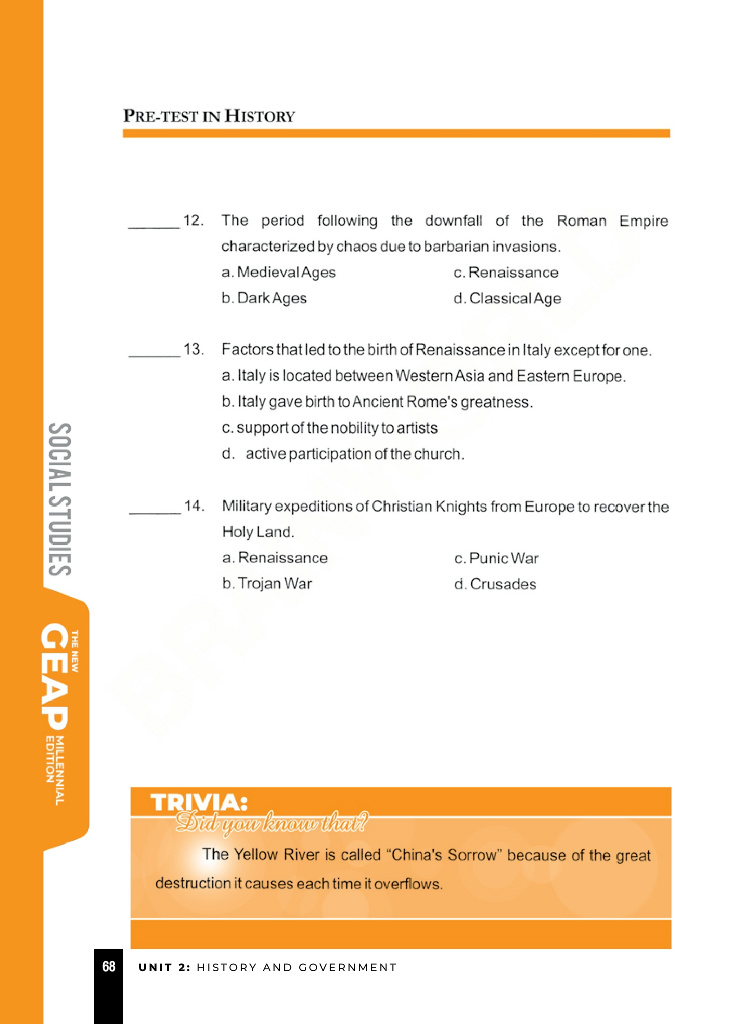 PRE-TEST IN HISTORY
______ 12. The period following the downfall of the Roman Empire
characterized by chaos due to barbarian invasions.
a. Medieval Ages c. Renaissance
b. Dark Ages d. Classical Age
______ 13. Factors that led to the birth of Renaissance in Italy except for one.
a. Italy is located between Western Asia and Eastern Europe.
b. Italy gave birth to Ancient Rome's greatness.
c. support of the nobility to artists
d. active participation of the church.
______ 14. Military expeditions of Christian Knights from Europe to recover the
Holy Land.
a. Renaissance c. Punic War
b. Trojan War d. Crusades
SOCIAL STUDIES
THE NEW
GEAP
MILLENNIAL
EDITION
TRIVIA:
Did you know that?
The Yellow River is called “China's Sorrow” because of the great
destruction it causes each time it overflows.
68 UNIT 2: HISTORY AND GOVERNMENT